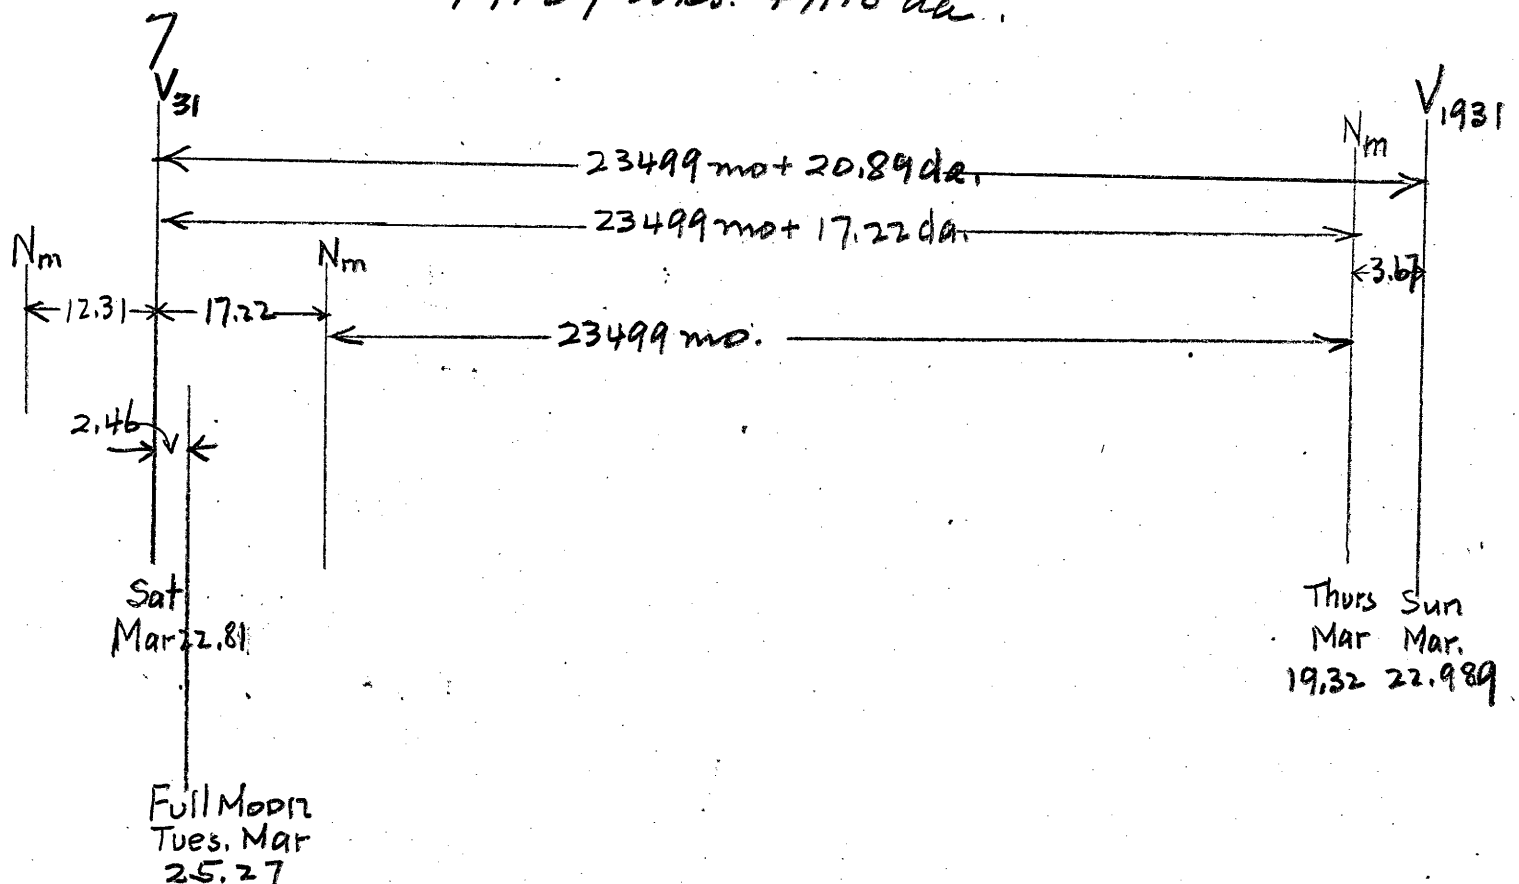 V31
V1931
Nm
23499 mo + 20.89 da.
23499 mo + 17.22 da.
Nm
Nm
3.67
12.31
17.22
23499 mo.
2.46
Sat
Mar 22.81
Thurs
Mar
19.32
Sun
Mar.
22.989
Full Moon
Tues. Mar
25.27